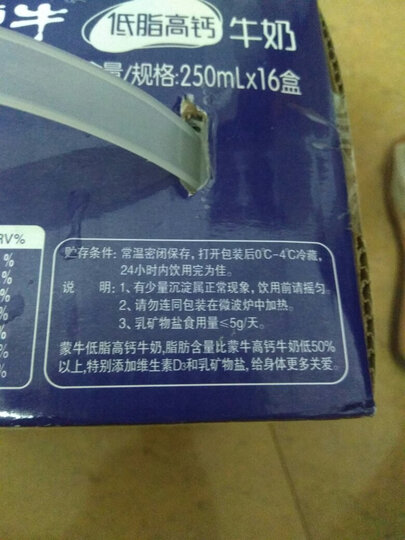 牛 低脂高钙 牛奶
量/规格:250mLx16盒
RV%
%
%
%
%
%
%
%
%
贮存条件: 常温密闭保存, 打开包装后0℃-4℃冷藏,
24小时内饮用完为佳。
说 明: 1、有少量沉淀属正常现象, 饮用前请摇匀。
2、请勿连同包装在微波炉中加热。
3、乳矿物盐食用量≤5g/天。
蒙牛低脂高钙牛奶,脂肪含量比蒙牛高钙牛奶低50%
以上,特别添加维生素D₃和乳矿物盐, 给身体更多关爱。